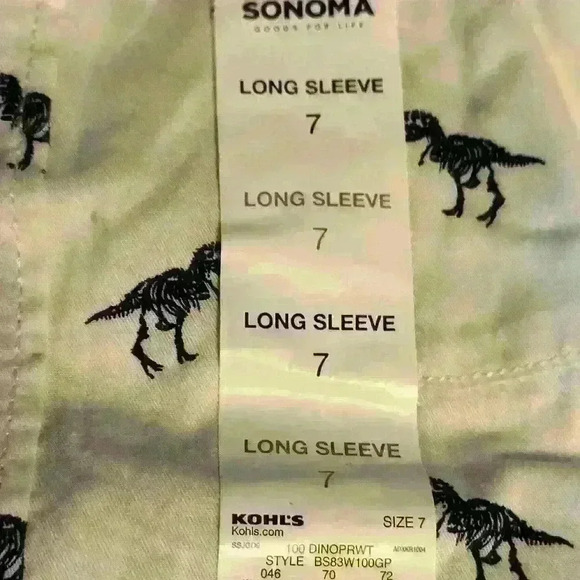 SONOMA
GOODS FOR LIFE
LONG SLEEVE
7
LONG SLEEVE
7
LONG SLEEVE
7
LONG SLEEVE
7
KOHL'S SIZE 7
Kohls.com
100 DINOPRWT
STYLE BS83W100GP
046 70 72